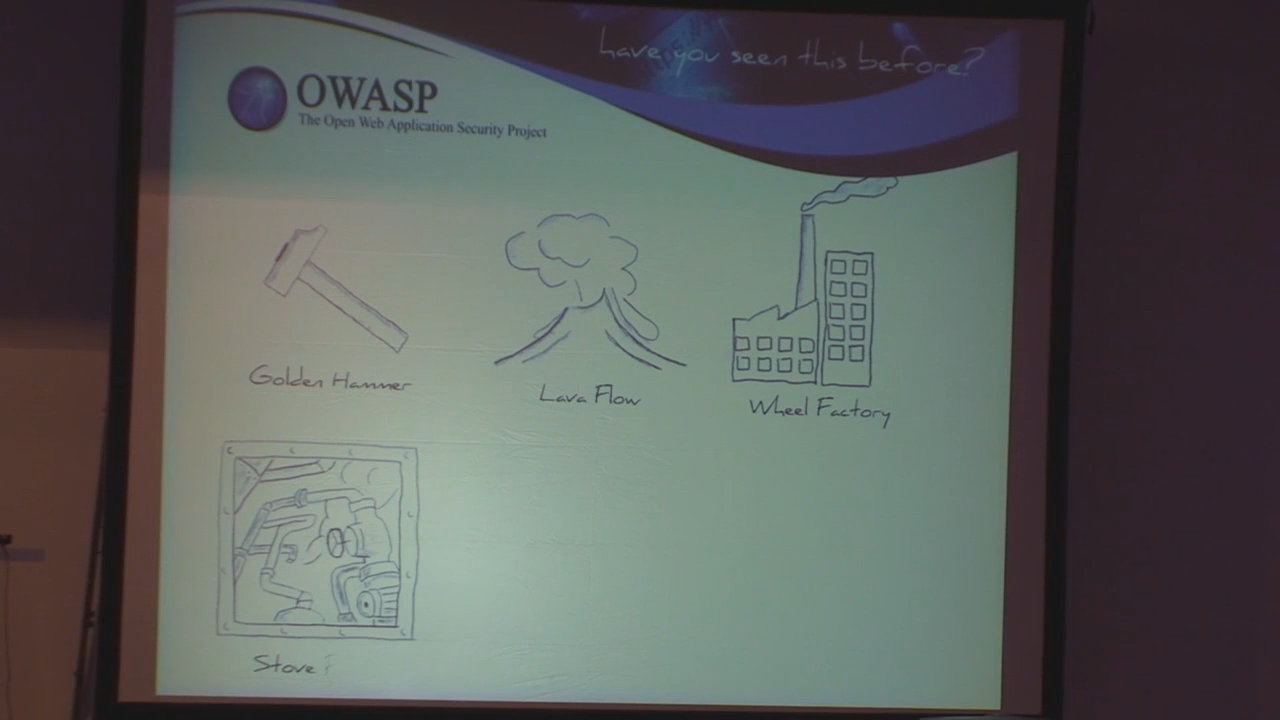 have you seen this before?
OWASP
The Open Web Application Security Project
Golden Hammer
Lava Flow
Wheel Factory
Stove